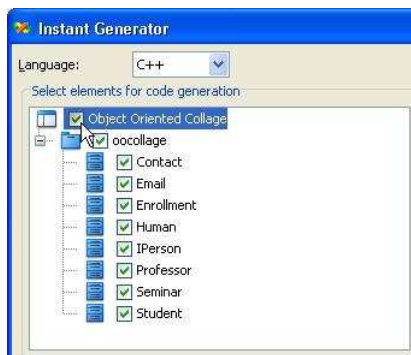 Instant Generator
Language: C++
Select elements for code generation
Object Oriented Collage
oocollage
Contact
Email
Enrollment
Human
IPerson
Professor
Seminar
Student